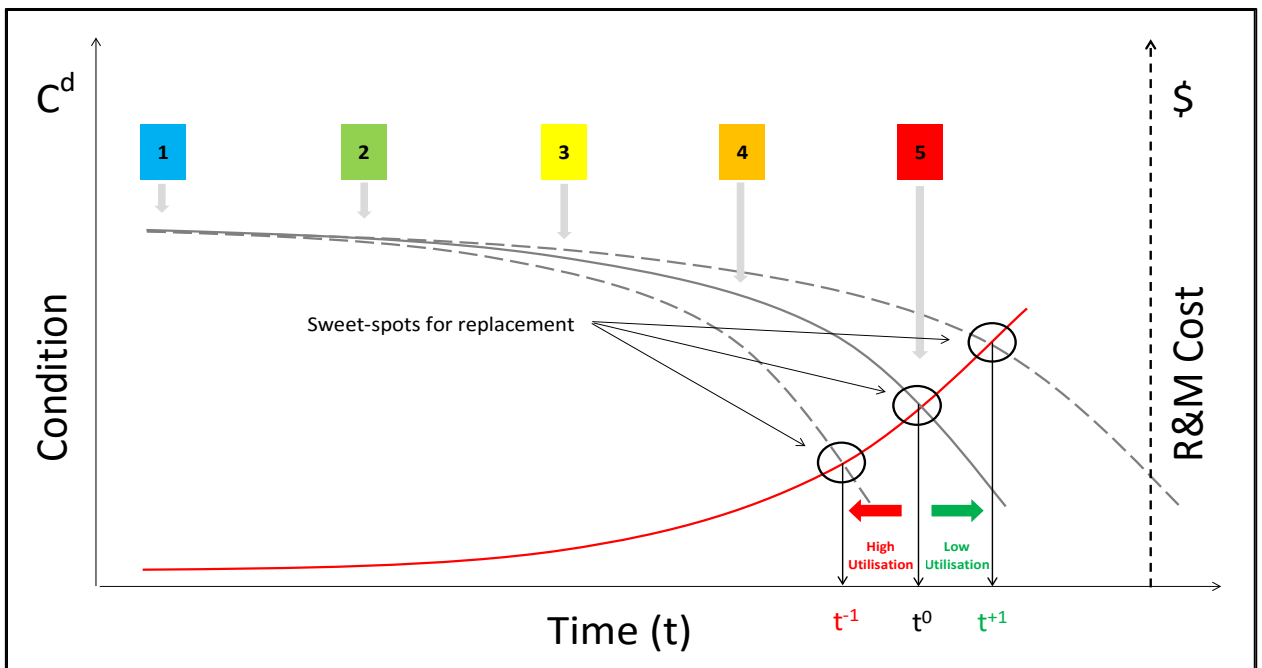 C^d
$
1
2
3
4
5
Sweet-spots for replacement
Condition
R&M Cost
High
Utilisation
Low
Utilisation
Time (t)
t^-1
t^0
t^+1